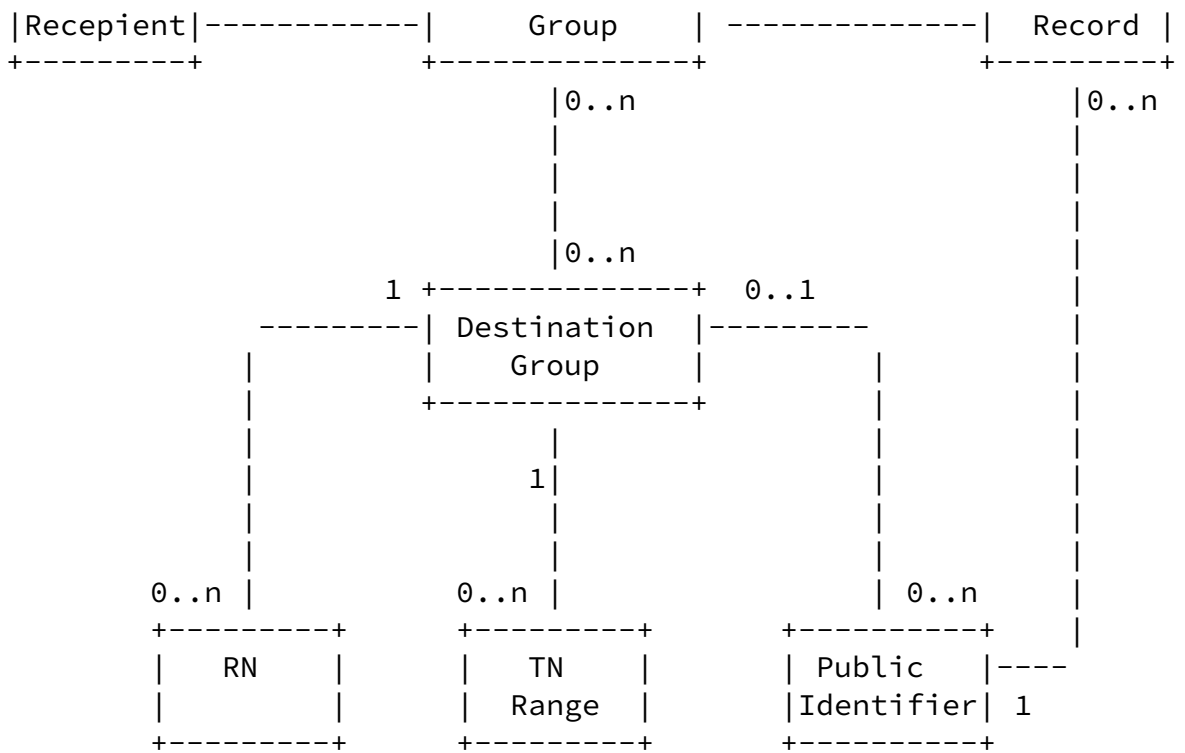 |Recepient|------------| Group | --------------| Record |
+---------+ +--------------+ +---------+
|0..n |0..n
| |
| |
| |
|0..n |
1 +--------------+ 0..1 |
---------| Destination |--------- |
| | Group | | |
| +--------------+ | |
| | | |
| 1| | |
| | | |
| | | |
0..n | 0..n | | 0..n |
+---------+ +---------+ +----------+ |
| RN | | TN | | Public |----
| | | Range | |Identifier| 1
+---------+ +---------+ +----------+